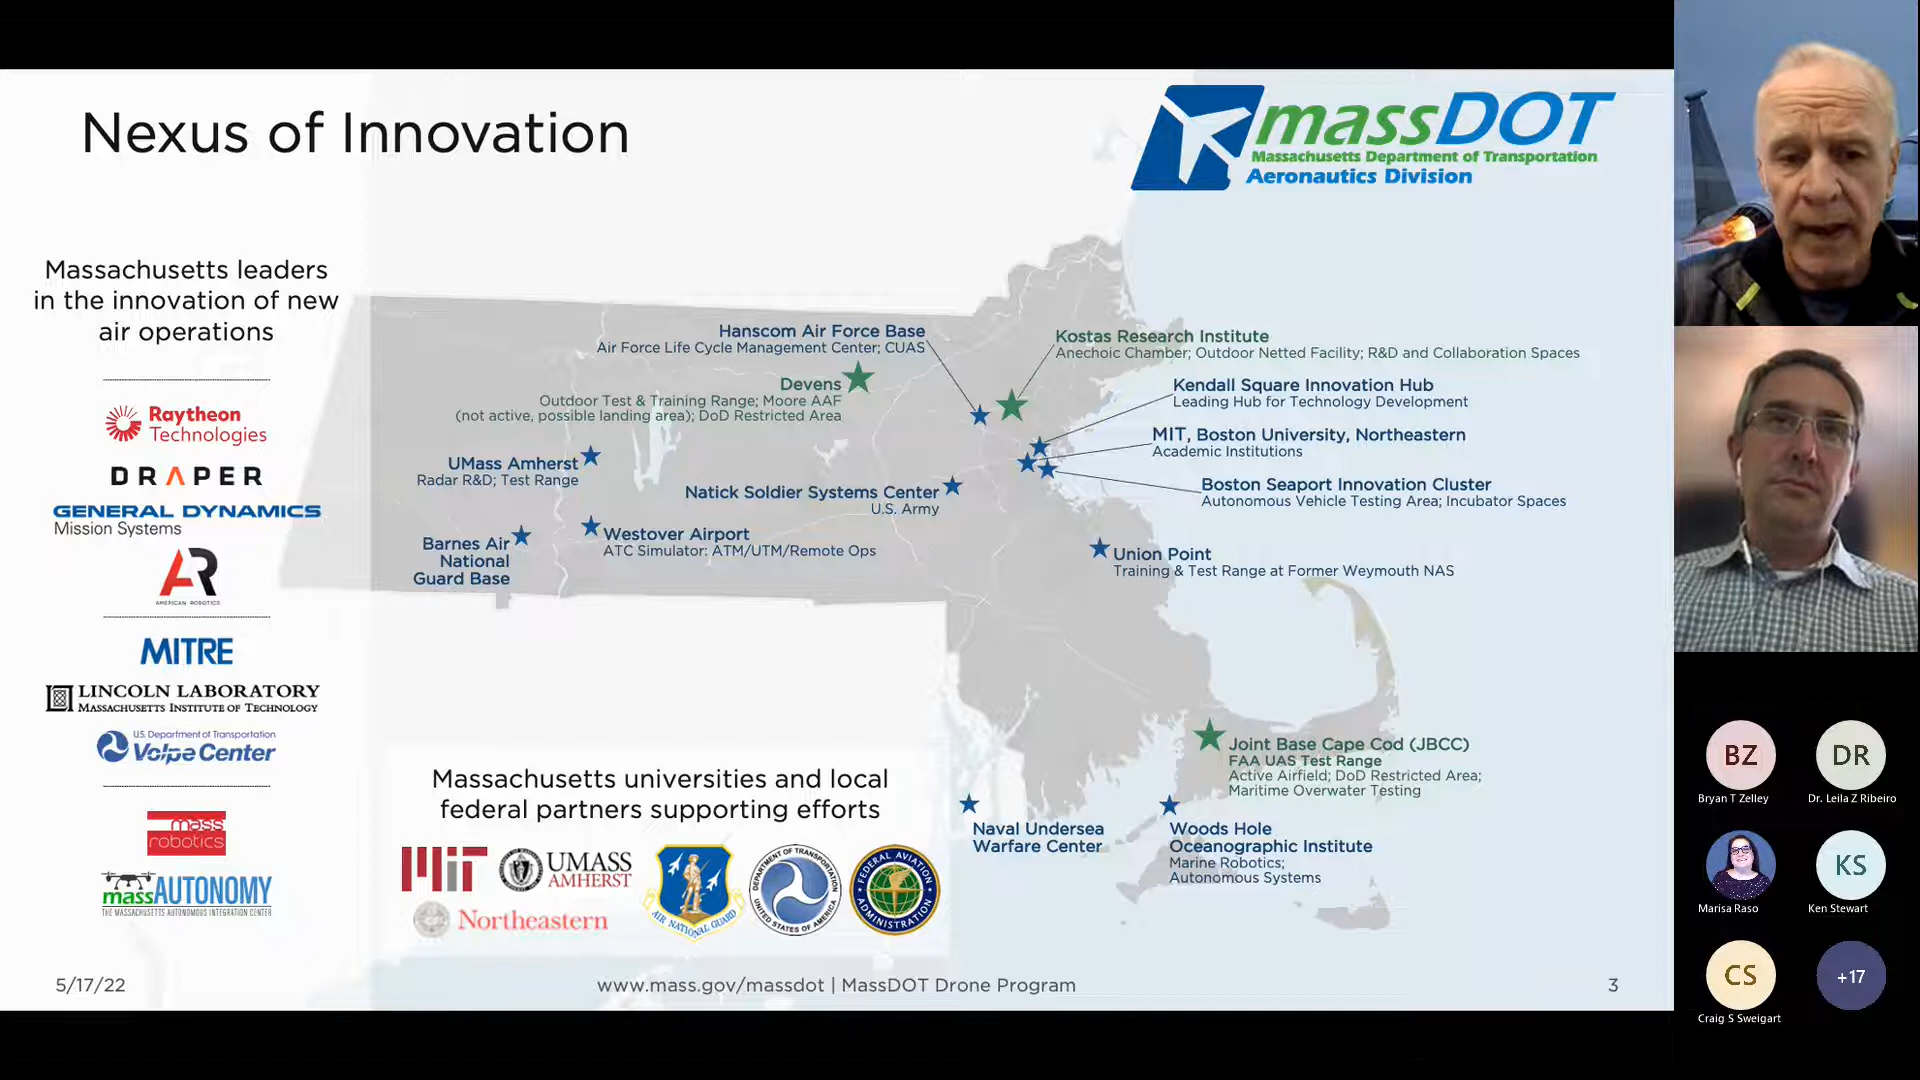 Nexus of Innovation
massDOT
Massachusetts Department of Transportation
Aeronautics Division
Massachusetts leaders
in the innovation of new
air operations
Raytheon
Technologies
DRAPER
GENERAL DYNAMICS
Mission Systems
AR
AMERICAN ROBOTICS
MITRE
LINCOLN LABORATORY
MASSACHUSETTS INSTITUTE OF TECHNOLOGY
U.S. Department of Transportation
Volpe Center
mass
robotics
massAUTONOMY
THE MASSACHUSETTS AUTONOMOUS INTEGRATION CENTER
Hanscom Air Force Base
Air Force Life Cycle Management Center; CUAS
Devens
Outdoor Test & Training Range; Moore AAF
(not active, possible landing area); DoD Restricted Area
UMass Amherst
Radar R&D; Test Range
Natick Soldier Systems Center
U.S. Army
Barnes Air
National
Guard Base
Westover Airport
ATC Simulator: ATM/UTM/Remote Ops
Kostas Research Institute
Anechoic Chamber; Outdoor Netted Facility; R&D and Collaboration Spaces
Kendall Square Innovation Hub
Leading Hub for Technology Development
MIT, Boston University, Northeastern
Academic Institutions
Boston Seaport Innovation Cluster
Autonomous Vehicle Testing Area; Incubator Spaces
Union Point
Training & Test Range at Former Weymouth NAS
Joint Base Cape Cod (JBCC)
FAA UAS Test Range
Active Airfield; DoD Restricted Area;
Maritime Overwater Testing
Naval Undersea
Warfare Center
Woods Hole
Oceanographic Institute
Marine Robotics;
Autonomous Systems
Massachusetts universities and local
federal partners supporting efforts
MIT
UMASS
AMHERST
Northeastern
AIR NATIONAL GUARD
DEPARTMENT OF TRANSPORTATION
UNITED STATES OF AMERICA
FEDERAL AVIATION
ADMINISTRATION
5/17/22
www.mass.gov/massdot | MassDOT Drone Program
3
BZ
Bryan T Zelley
DR
Dr. Leila Z Ribeiro
Marisa Raso
KS
Ken Stewart
CS
Craig S Sweigart
+17